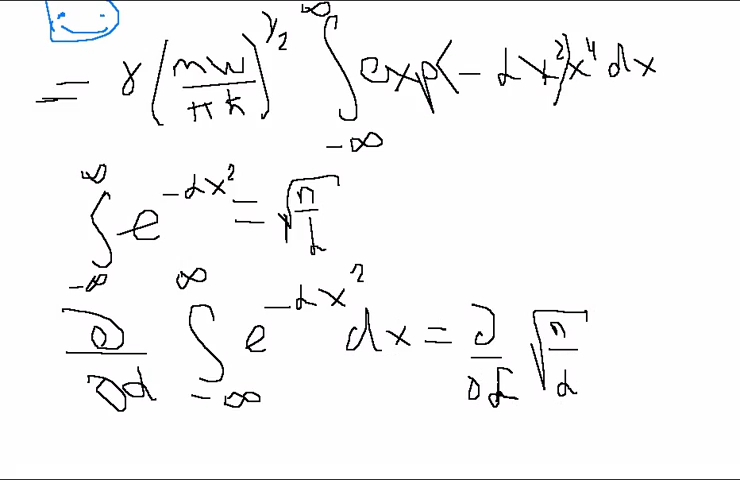 = γ (mω/πħ)^1/2 ∫_{-∞}^{∞} exp(-αx²)x⁴ dx
∫_{-∞}^{∞} e^{-αx²} = √(π/α)
∂/∂α ∫_{-∞}^{∞} e^{-αx²} dx = ∂/∂α √(π/α)